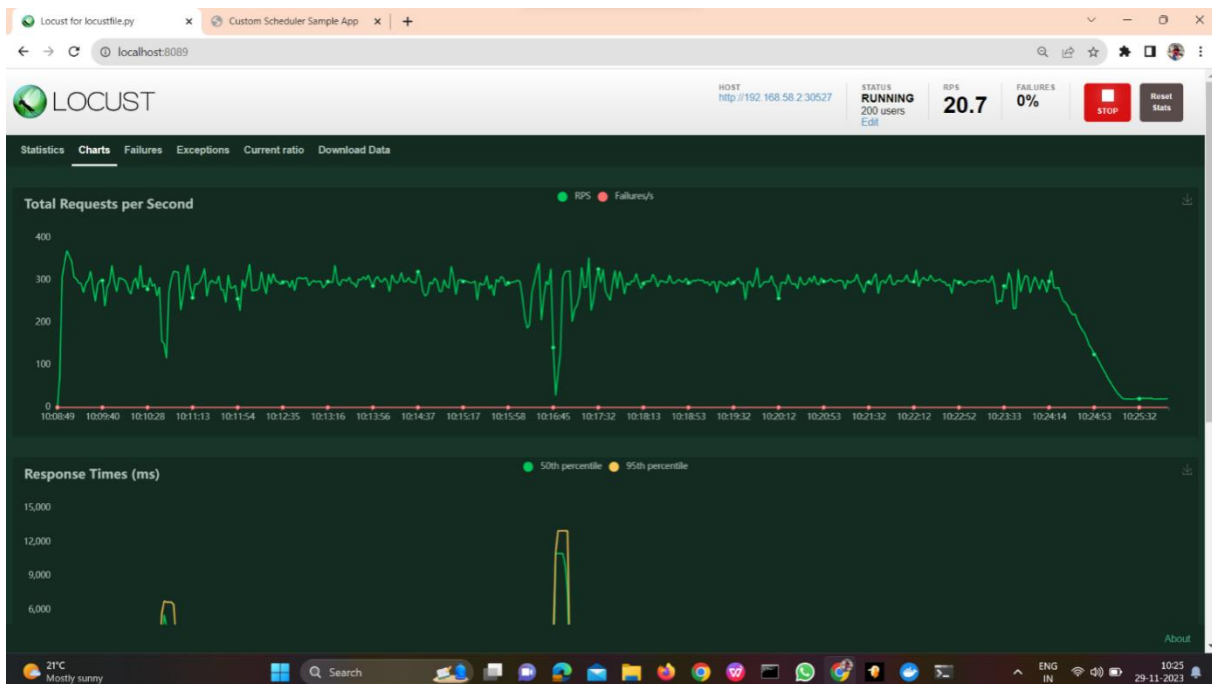 Locust for locustfile.py
Custom Scheduler Sample App
localhost:8089
LOCUST
HOST
http://192.168.58.2:30527
STATUS
RUNNING
200 users
Edit
RPS
20.7
FAILURES
0%
STOP
Reset
Stats
Statistics Charts Failures Exceptions Current ratio Download Data
Total Requests per Second
RPS Failures/s
400
300
200
100
0
10:08:49 10:09:40 10:10:28 10:11:13 10:11:54 10:12:35 10:13:16 10:13:56 10:14:37 10:15:17 10:15:58 10:16:45 10:17:32 10:18:13 10:18:53 10:19:32 10:20:12 10:20:53 10:21:32 10:22:12 10:22:52 10:23:33 10:24:14 10:24:53 10:25:32
Response Times (ms)
50th percentile 95th percentile
15,000
12,000
9,000
6,000
About
21°C
Mostly sunny
Search
ENG
IN
10:25
29-11-2023